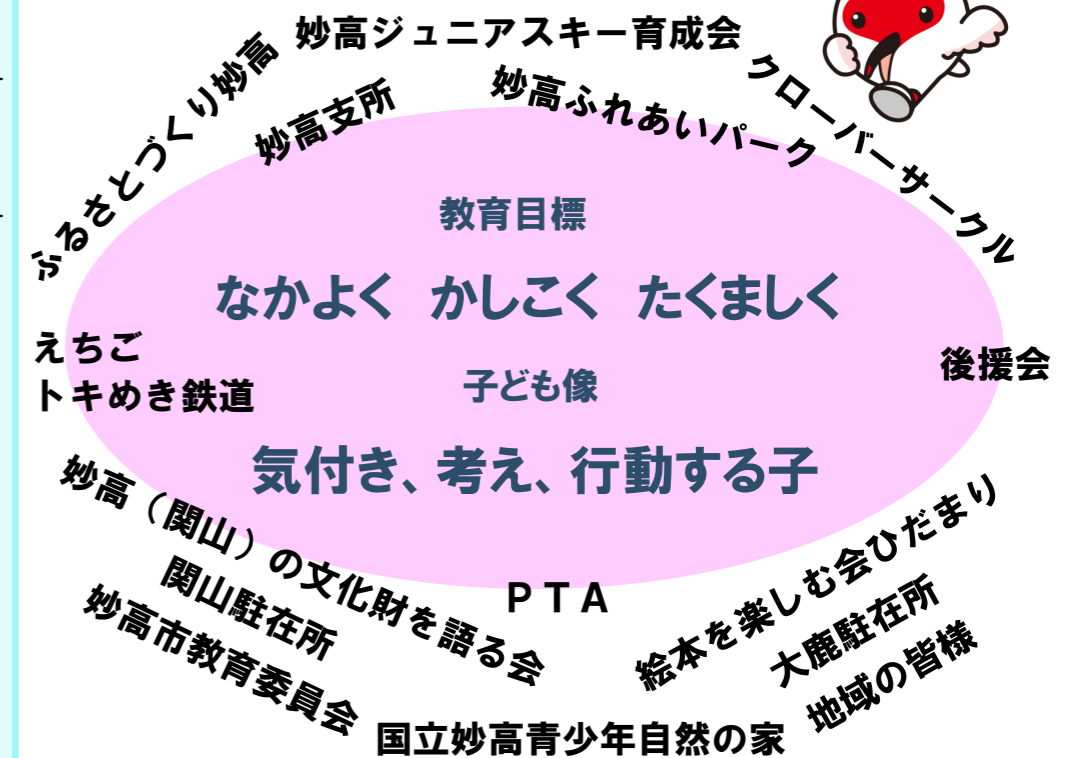 妙高ジュニアスキー育成会
ふるさとづくり妙高
妙高支所
妙高ふれあいパーク
クローバーサークル
教育目標
なかよく かしこく たくましく
えちご
トキめき鉄道
子ども像
後援会
気付き、考え、行動する子
妙高（関山）の文化財を語る会
関山駐在所
妙高市教育委員会
PTA
絵本を楽しむ会ひだまり
大鹿駐在所
地域の皆様
国立妙高青少年自然の家